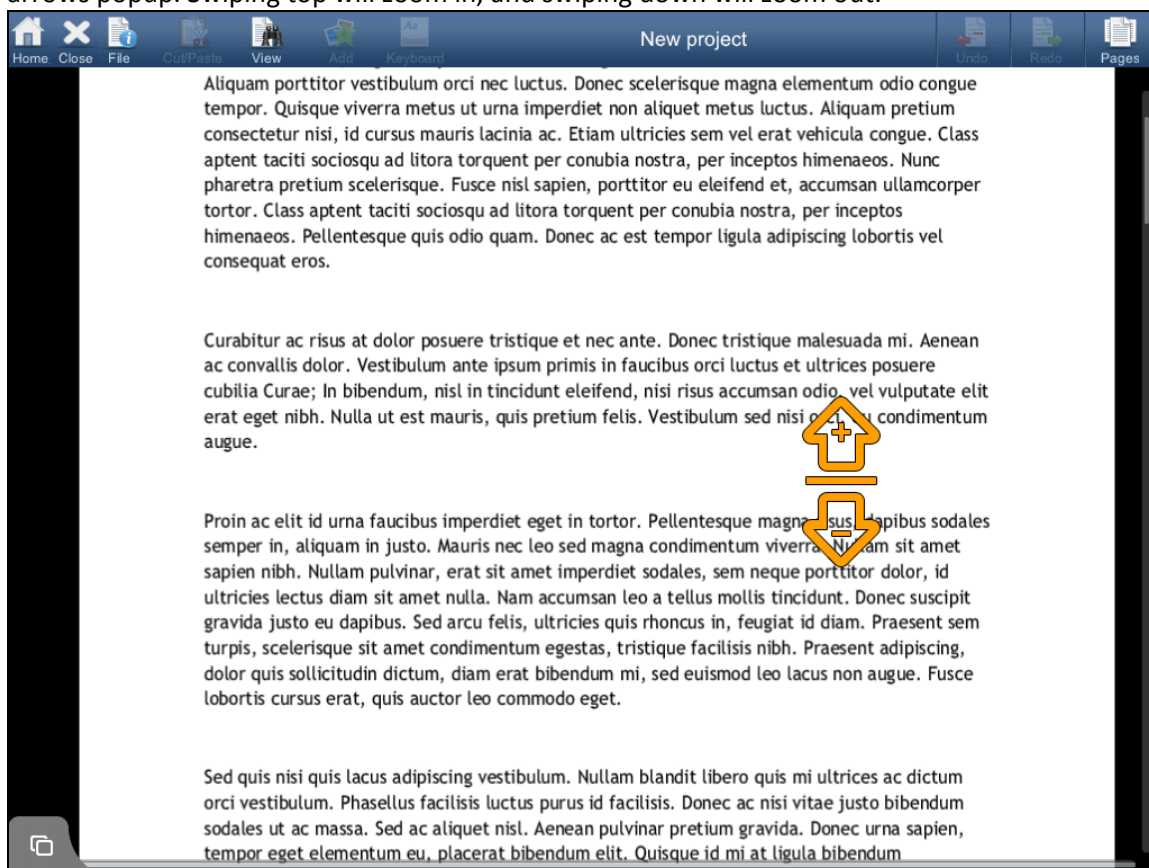 arrows popup. Swiping top will zoom in, and swiping down will zoom out.
Home Close File Cut/Paste View Add Keyboard New project Undo Redo Pages
Aliquam porttitor vestibulum orci nec luctus. Donec scelerisque magna elementum odio congue
tempor. Quisque viverra metus ut urna imperdiet non aliquet metus luctus. Aliquam pretium
consectetur nisi, id cursus mauris lacinia ac. Etiam ultricies sem vel erat vehicula congue. Class
aptent taciti sociosqu ad litora torquent per conubia nostra, per inceptos himenaeos. Nunc
pharetra pretium scelerisque. Fusce nisl sapien, porttitor eu eleifend et, accumsan ullamcorper
tortor. Class aptent taciti sociosqu ad litora torquent per conubia nostra, per inceptos
himenaeos. Pellentesque quis odio quam. Donec ac est tempor ligula adipiscing lobortis vel
consequat eros.
Curabitur ac risus at dolor posuere tristique et nec ante. Donec tristique malesuada mi. Aenean
ac convallis dolor. Vestibulum ante ipsum primis in faucibus orci luctus et ultrices posuere
cubilia Curae; In bibendum, nisl in tincidunt eleifend, nisi risus accumsan odio, vel vulputate elit
erat eget nibh. Nulla ut est mauris, quis pretium felis. Vestibulum sed nisi condimentum
augue.
Proin ac elit id urna faucibus imperdiet eget in tortor. Pellentesque magna dapibus sodales
semper in, aliquam in justo. Mauris nec leo sed magna condimentum viverra. Nullam sit amet
sapien nibh. Nullam pulvinar, erat sit amet imperdiet sodales, sem neque porttitor dolor, id
ultricies lectus diam sit amet nulla. Nam accumsan leo a tellus mollis tincidunt. Donec suscipit
gravida justo eu dapibus. Sed arcu felis, ultricies quis rhoncus in, feugiat id diam. Praesent sem
turpis, scelerisque sit amet condimentum egestas, tristique facilisis nibh. Praesent adipiscing,
dolor quis sollicitudin dictum, diam erat bibendum mi, sed euismod leo lacus non augue. Fusce
lobortis cursus erat, quis auctor leo commodo eget.
Sed quis nisi quis lacus adipiscing vestibulum. Nullam blandit libero quis mi ultrices ac dictum
orci vestibulum. Phasellus facilisis luctus purus id facilisis. Donec ac nisi vitae justo bibendum
sodales ut ac massa. Sed ac aliquet nisl. Aenean pulvinar pretium gravida. Donec urna sapien,
tempor eget elementum eu, placerat bibendum elit. Quisque id mi at ligula bibendum